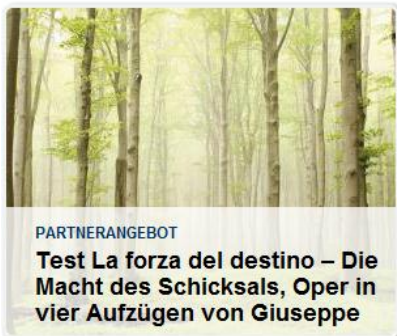 PARTNERANGEBOT
Test La forza del destino – Die
Macht des Schicksals, Oper in
vier Aufzügen von Giuseppe